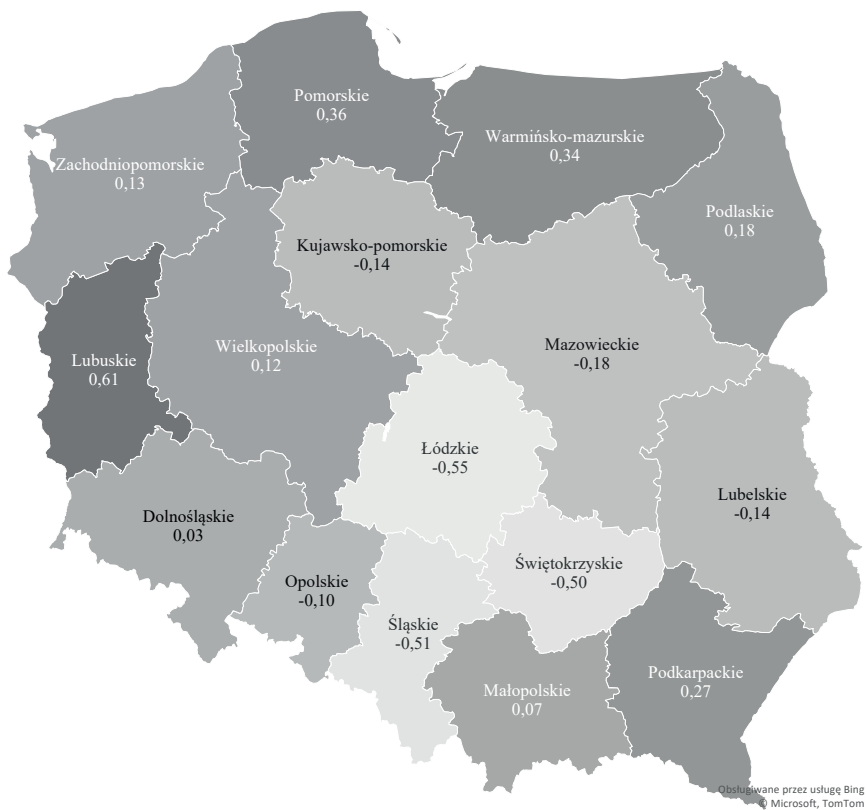 Pomorskie
0,36
Warmińsko-mazurskie
0,34
Zachodniopomorskie
0,13
Podlaskie
0,18
Kujawsko-pomorskie
-0,14
Mazowieckie
-0,18
Wielkopolskie
0,12
Lubuskie
0,61
Łódzkie
-0,55
Lubelskie
-0,14
Dolnośląskie
0,03
Świętokrzyskie
-0,50
Opolskie
-0,10
Śląskie
-0,51
Podkarpackie
0,27
Małopolskie
0,07
Obsługiwane przez usługę Bing
© Microsoft, TomTom